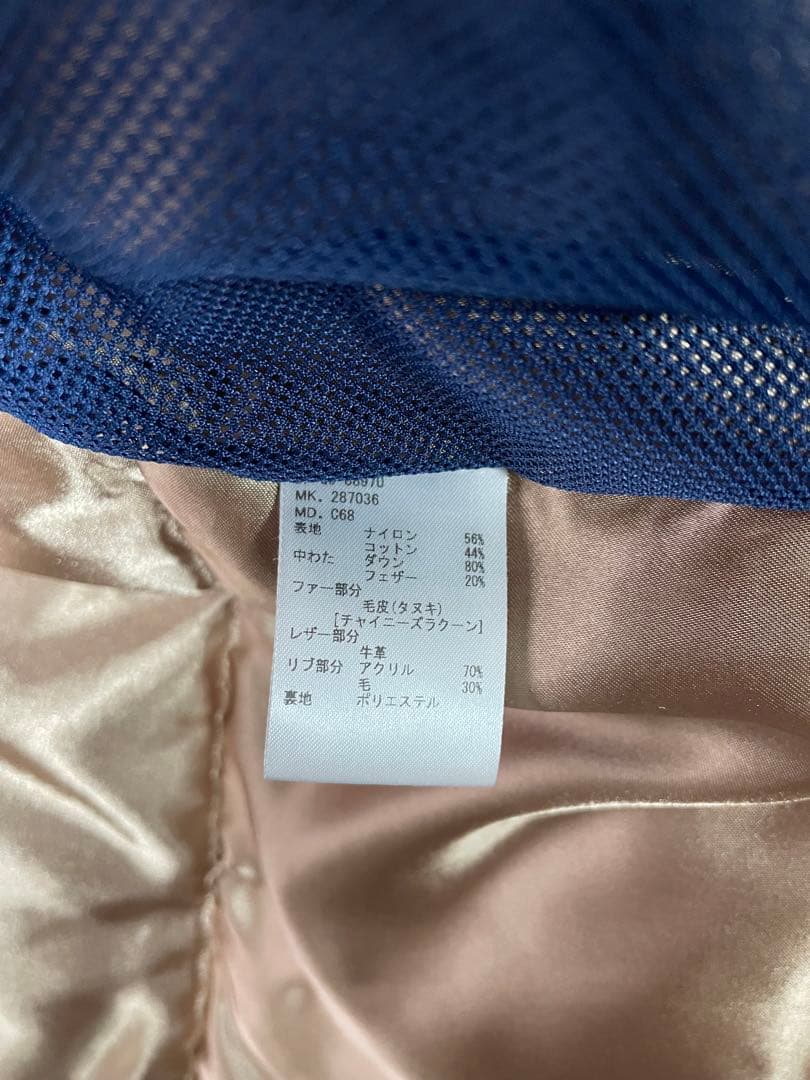 MK. 287036
MD. C68
表地 ナイロン 56%
コットン 44%
中わた ダウン 80%
フェザー 20%
ファー部分
毛皮(タヌキ)
[チャイニーズラクーン]
レザー部分
牛革
リブ部分 アクリル 70%
毛 30%
裏地 ポリエステル